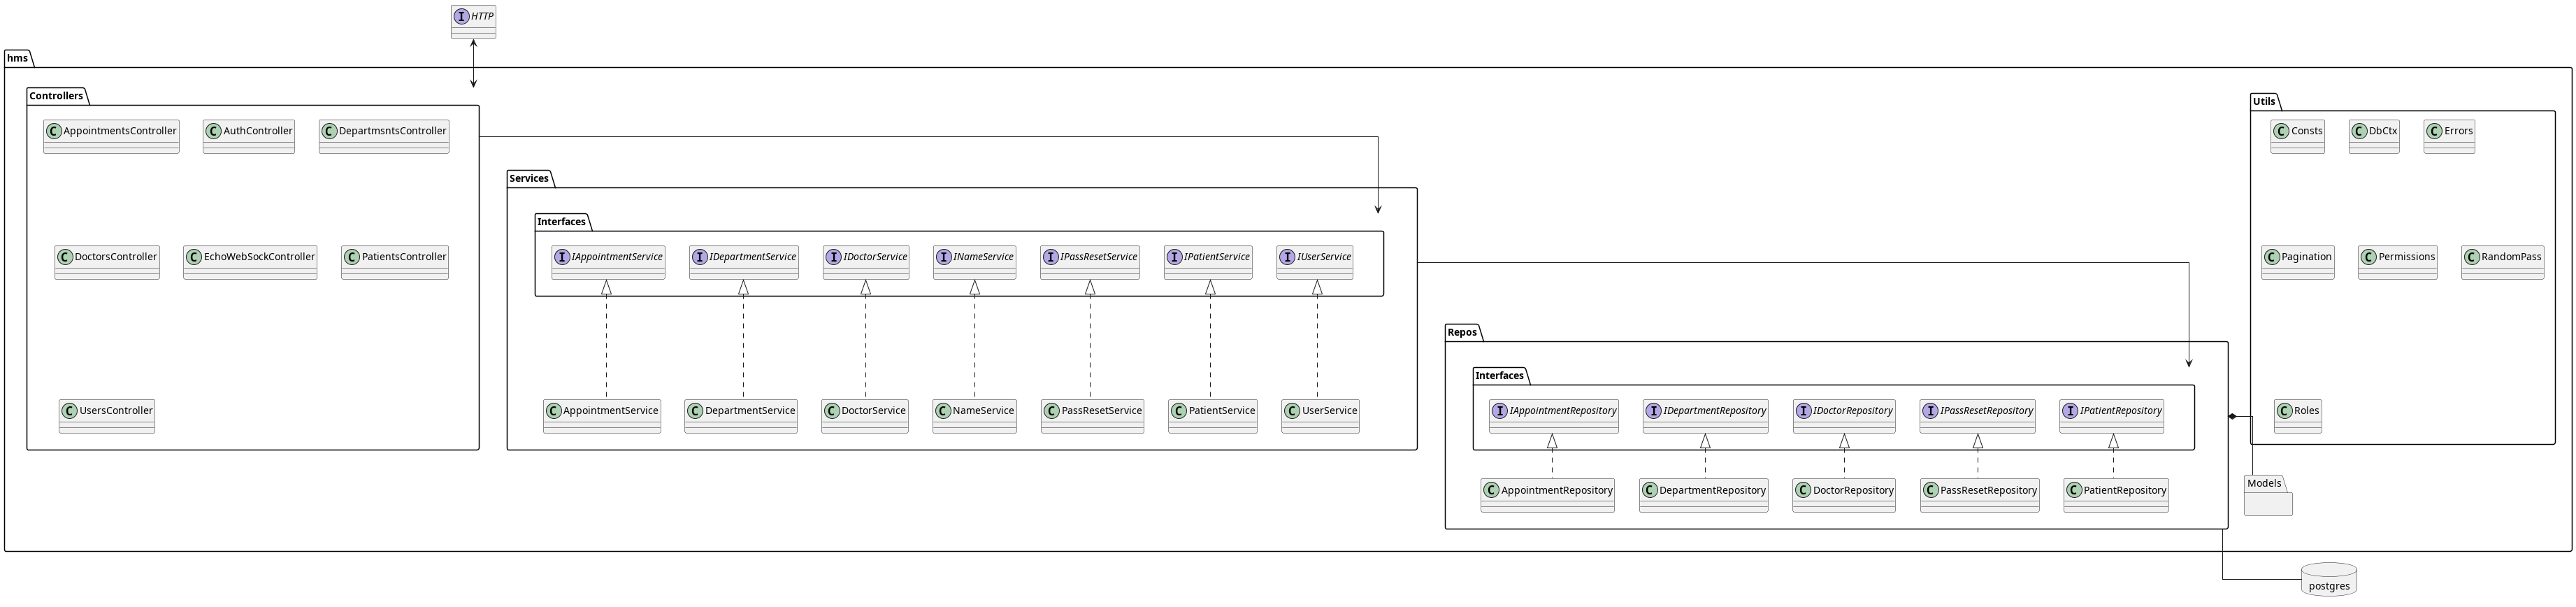 I HTTP
hms
Controllers
C AppointmentsController
C AuthController
C DepartmsntsController
C DoctorsController
C EchoWebSockController
C PatientsController
C UsersController
Services
Interfaces
I IAppointmentService
I IDepartmentService
I IDoctorService
I INameService
I IPassResetService
I IPatientService
I IUserService
C AppointmentService
C DepartmentService
C DoctorService
C NameService
C PassResetService
C PatientService
C UserService
Repos
Interfaces
I IAppointmentRepository
I IDepartmentRepository
I IDoctorRepository
I IPassResetRepository
I IPatientRepository
C AppointmentRepository
C DepartmentRepository
C DoctorRepository
C PassResetRepository
C PatientRepository
Utils
C Consts
C DbCtx
C Errors
C Pagination
C Permissions
C RandomPass
C Roles
Models
postgres